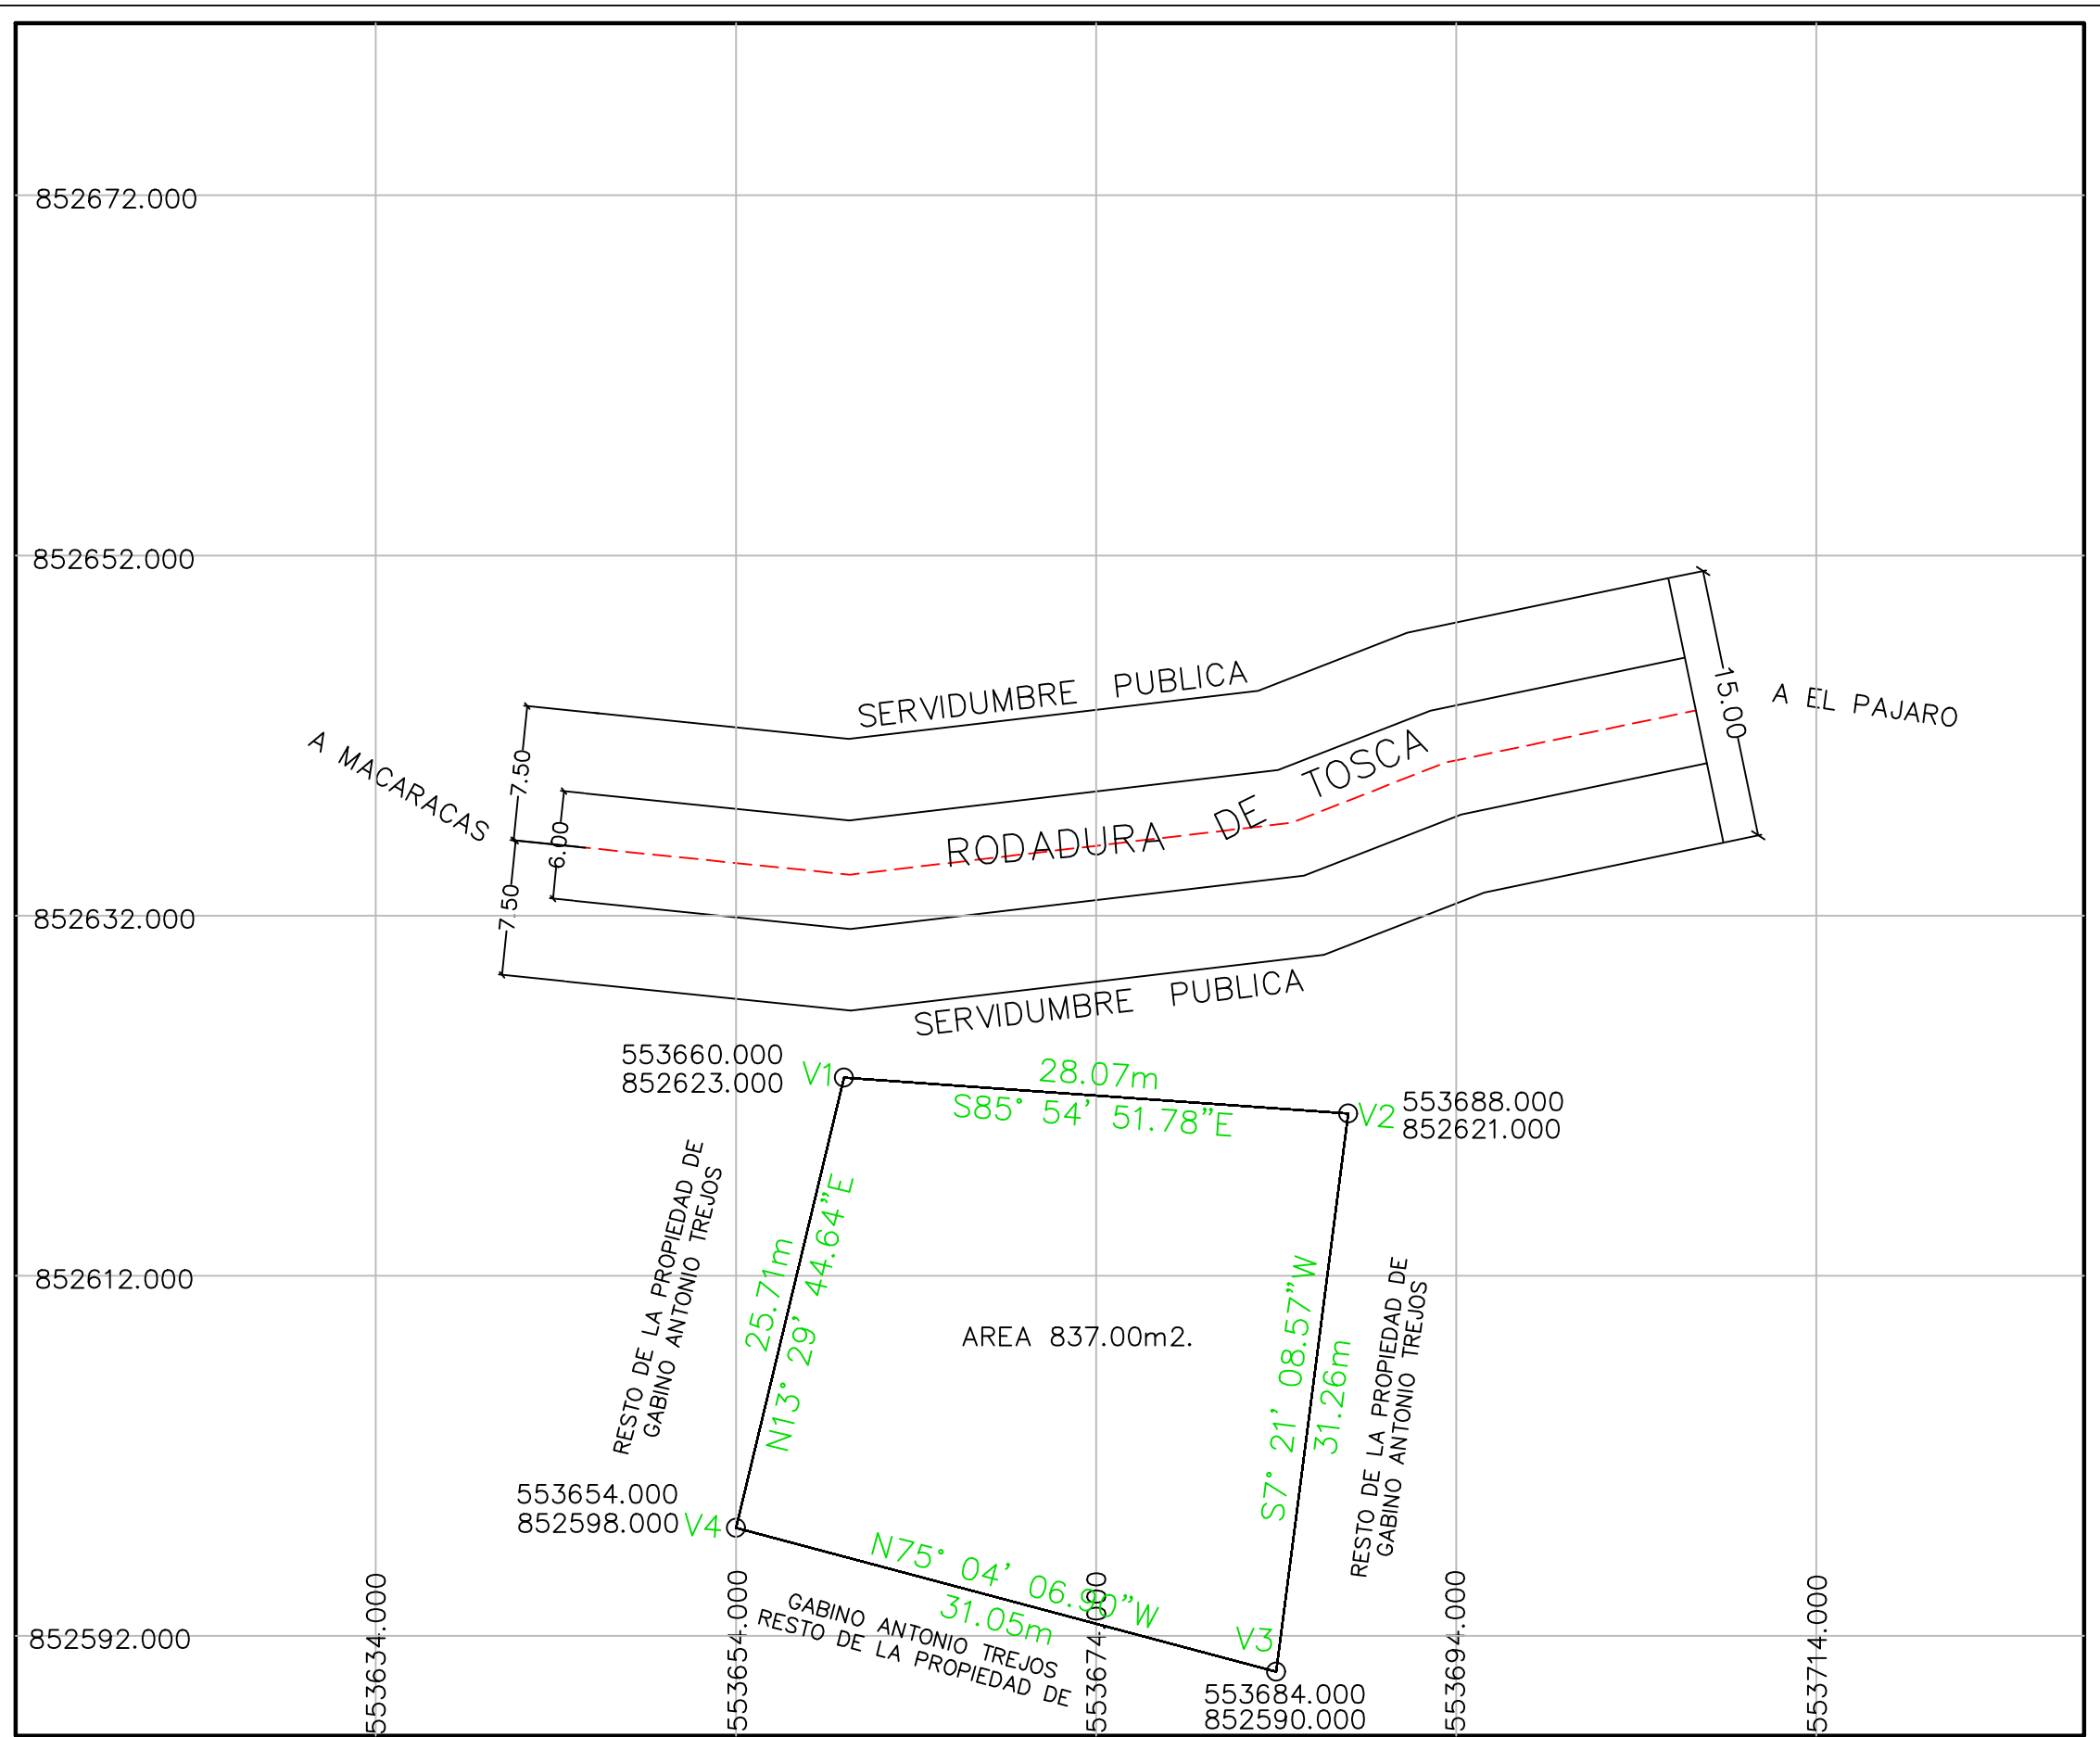 852672.000
852652.000
SERVIDUMBRE PUBLICA
15.00
A EL PAJARO
A MACARACAS
7.50
6.00
7.50
RODADURA DE TOSCA
852632.000
SERVIDUMBRE PUBLICA
553660.000
852623.000
V1
28.07m
S85° 54' 51.78"E
V2
553688.000
852621.000
RESTO DE LA PROPIEDAD DE
GABINO ANTONIO TREJOS
25.71m
N13° 29' 44.64"E
852612.000
AREA 837.00m2.
S7° 21' 08.57"W
31.26m
RESTO DE LA PROPIEDAD DE
GABINO ANTONIO TREJOS
553654.000
852598.000
V4
N75° 04' 06.90"W
31.05m
GABINO ANTONIO TREJOS
RESTO DE LA PROPIEDAD DE
V3
553684.000
852590.000
852592.000
553634.000
553654.000
553674.000
553694.000
553714.000